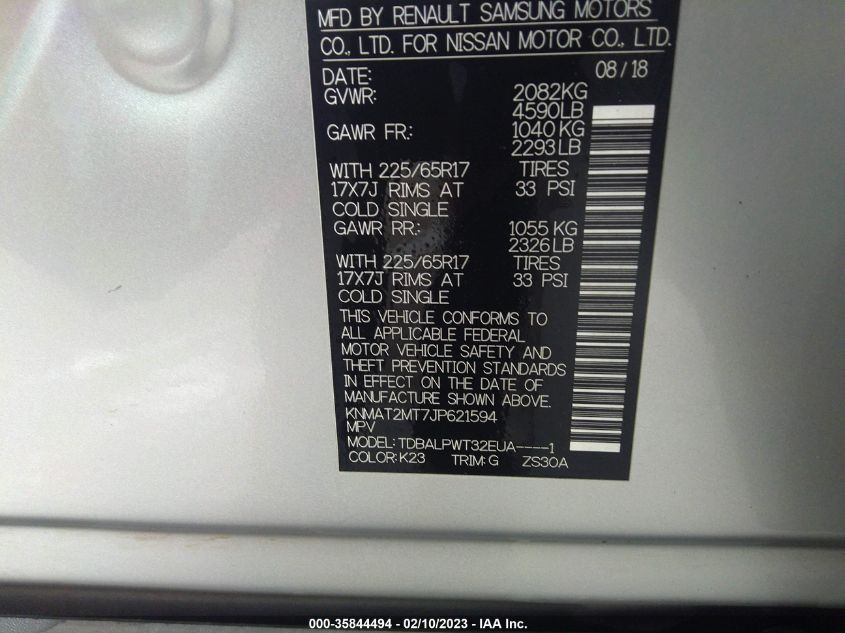 MFD BY RENAULT SAMSUNG MOTORS
CO., LTD. FOR NISSAN MOTOR CO., LTD.
DATE: 08/18
GVWR: 2082KG
4590LB
GAWR FR: 1040 KG
2293LB
WITH 225/65R17 TIRES
17X7J RIMS AT 33 PSI
COLD SINGLE
GAWR RR: 1055 KG
2326LB
WITH 225/65R17 TIRES
17X7J RIMS AT 33 PSI
COLD SINGLE
THIS VEHICLE CONFORMS TO
ALL APPLICABLE FEDERAL
MOTOR VEHICLE SAFETY AND
THEFT PREVENTION STANDARDS
IN EFFECT ON THE DATE OF
MANUFACTURE SHOWN ABOVE.
KNMAT2MT7JP621594
MPV
MODEL: TDBALPWT32EUA----1
COLOR: K23 TRIM: G ZS30A
000-35844494 - 02/10/2023 - IAA Inc.